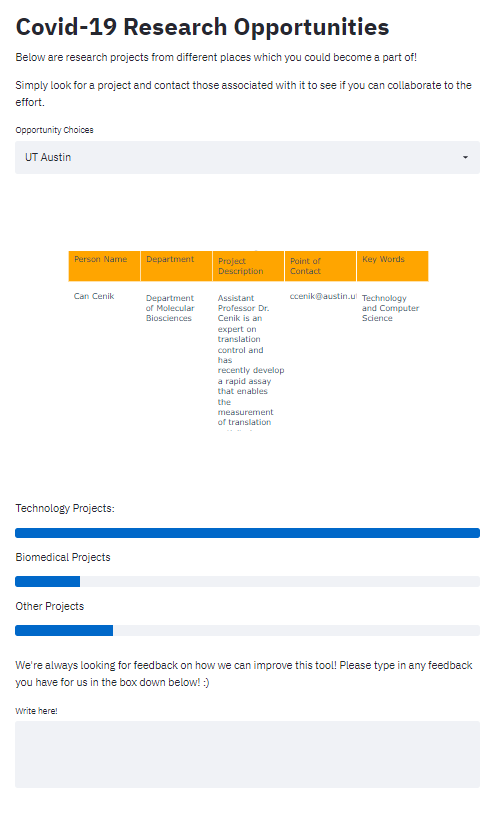 Covid-19 Research Opportunities
Below are research projects from different places which you could become a part of!
Simply look for a project and contact those associated with it to see if you can collaborate to the
effort.
Opportunity Choices
UT Austin
Person Name
Department
Project
Description
Point of
Contact
Key Words
Can Cenik
Department
of Molecular
Biosciences
Assistant
Professor Dr.
Cenik is an
expert on
translation
control and
has
recently develop
a rapid assay
that enables
the
measurement
of translation
ccenik@austin.u
Technology
and Computer
Science
Technology Projects:
Biomedical Projects
Other Projects
We're always looking for feedback on how we can improve this tool! Please type in any feedback
you have for us in the box down below! :)
Write here!